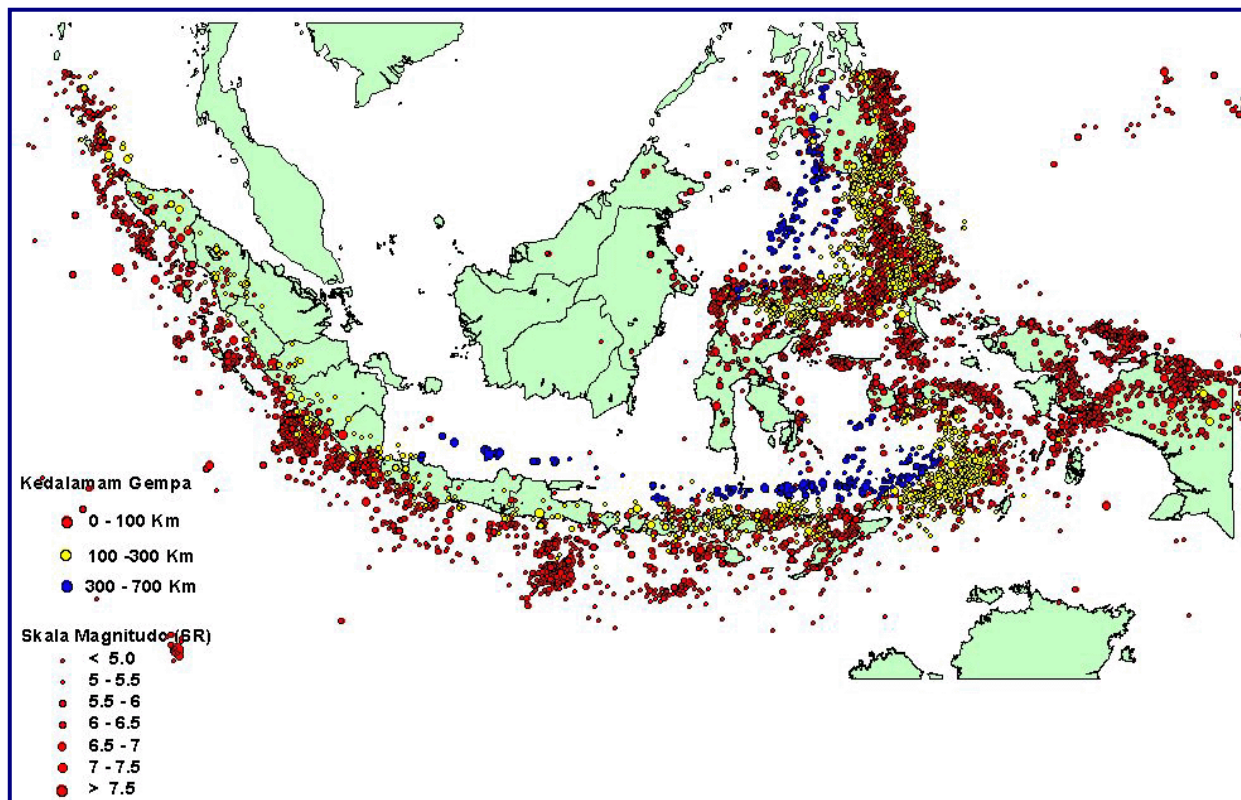 Kedalamam Gempa
0 - 100 Km
100 -300 Km
300 - 700 Km
Skala Magnitudo (SR)
< 5.0
5 - 5.5
5.5 - 6
6 - 6.5
6.5 - 7
7 - 7.5
> 7.5